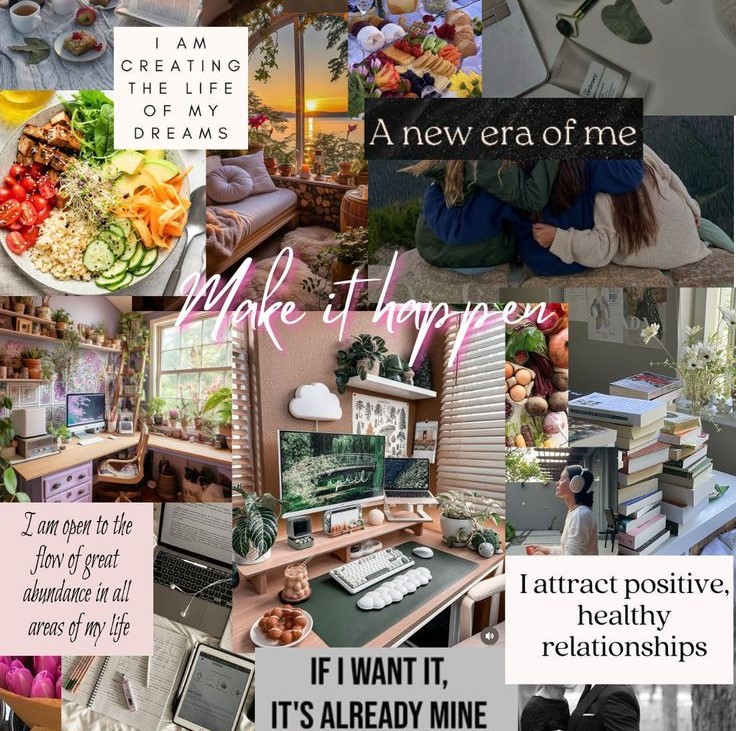 I AM
CREATING
THE LIFE
OF MY
DREAMS
A new era of me
Make it happen
april
I am open to the
flow of great
abundance in all
areas of my life
I attract positive,
healthy
relationships
IF I WANT IT,
IT'S ALREADY MINE